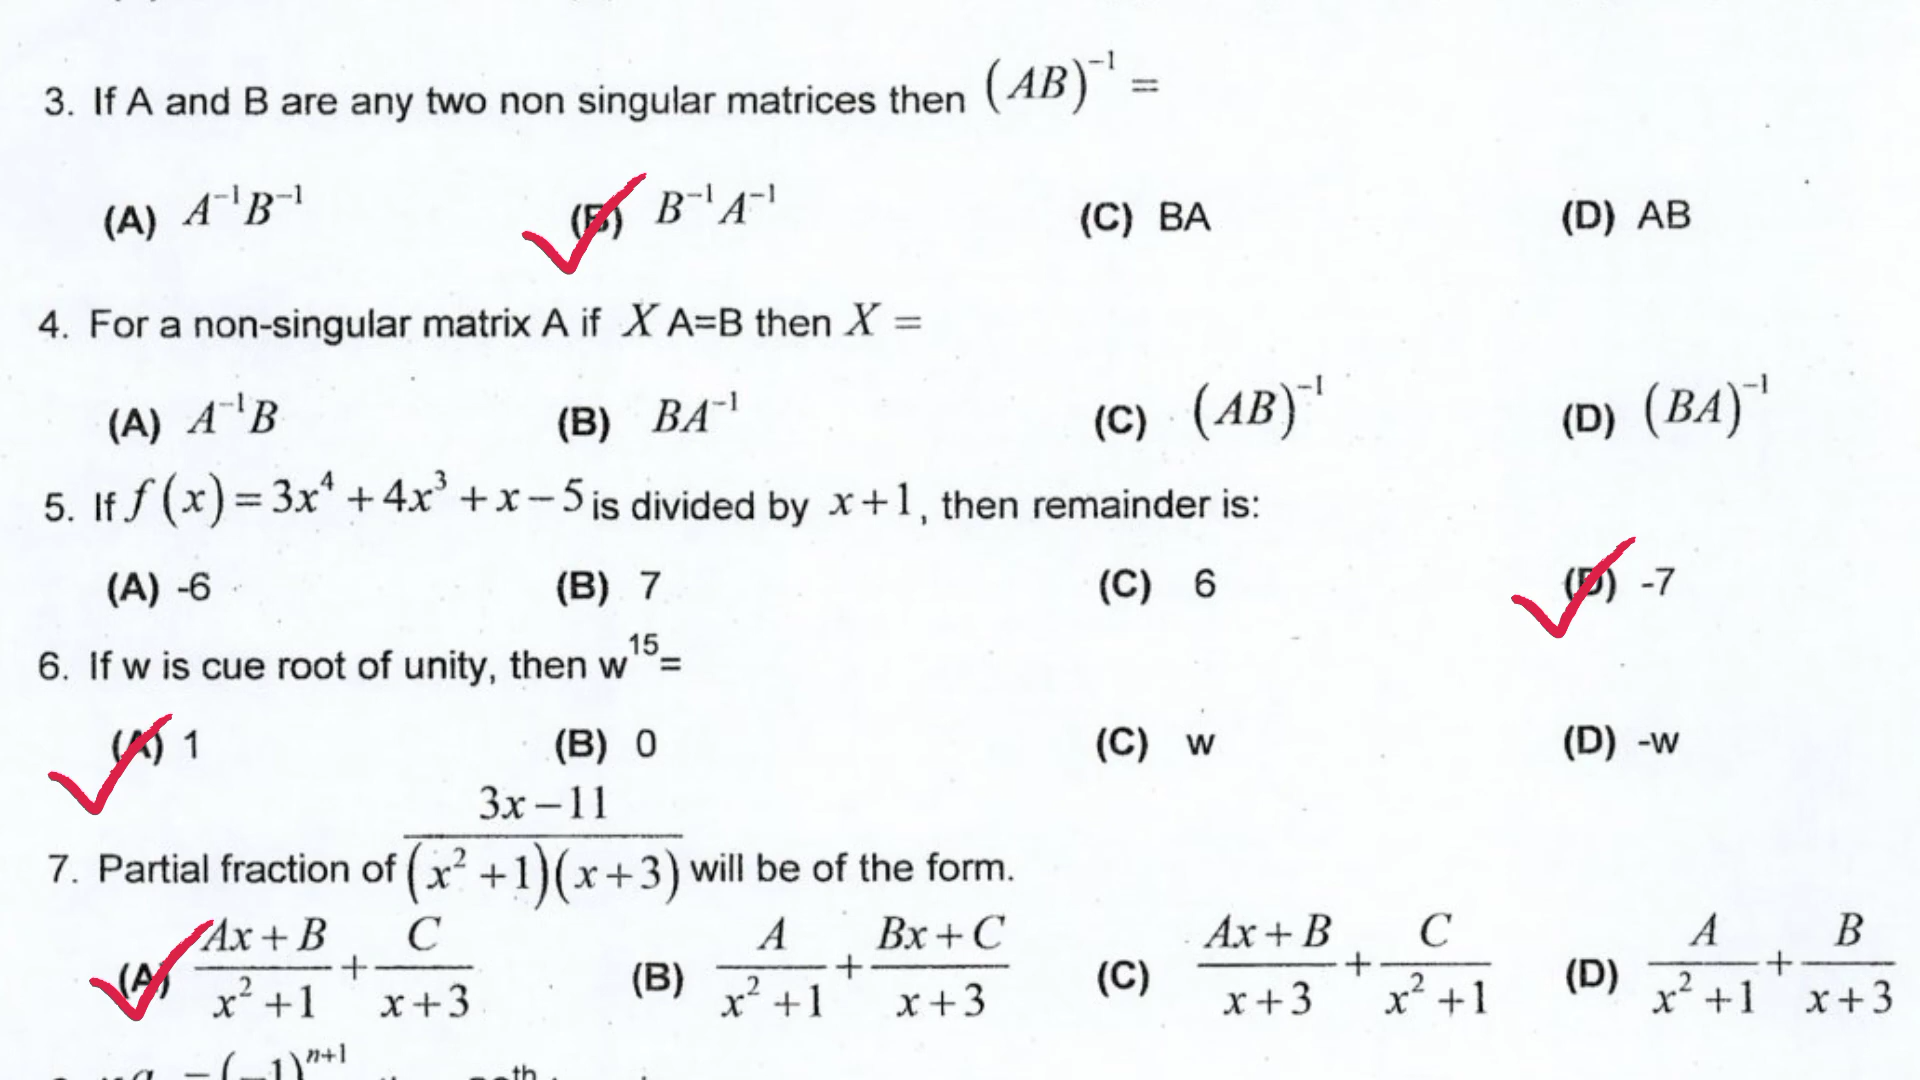 3. If A and B are any two non singular matrices then (AB)⁻¹ =
(A) A⁻¹B⁻¹ (B) B⁻¹A⁻¹ (C) BA (D) AB
4. For a non-singular matrix A if X A=B then X =
(A) A⁻¹B (B) BA⁻¹ (C) (AB)⁻¹ (D) (BA)⁻¹
5. If f(x)=3x⁴+4x³+x−5 is divided by x+1, then remainder is:
(A) -6 (B) 7 (C) 6 (D) -7
6. If w is cue root of unity, then w¹⁵=
(A) 1 (B) 0 (C) w (D) -w
7. Partial fraction of (3x−11)/((x²+1)(x+3)) will be of the form.
(A) (Ax+B)/(x²+1) + C/(x+3) (B) A/(x²+1) + (Bx+C)/(x+3) (C) (Ax+B)/(x+3) + C/(x²+1) (D) A/(x²+1) + B/(x+3)